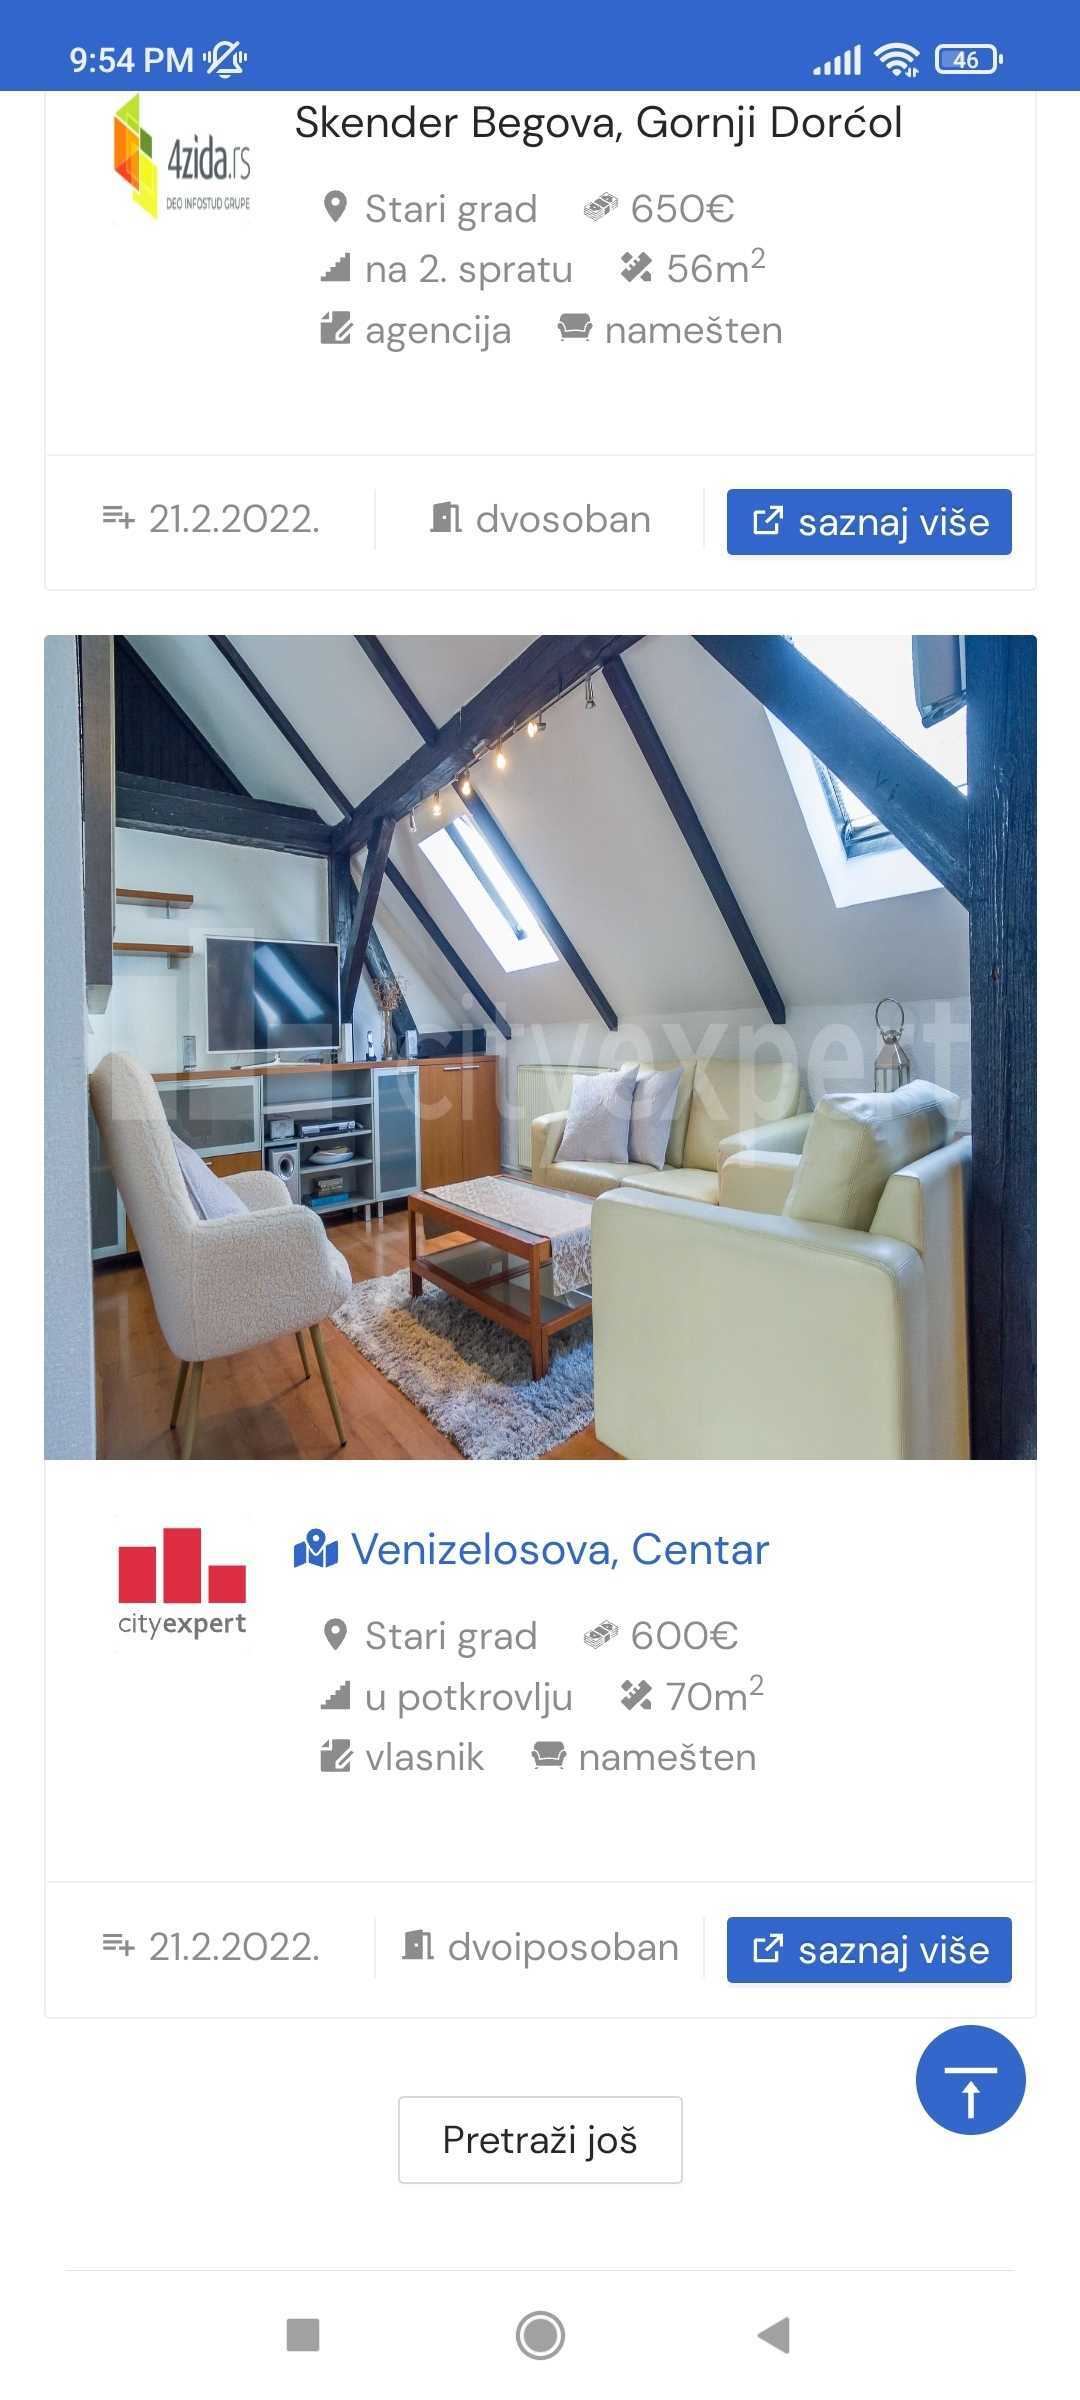 9:54 PM
46
4zida.rs
DEO INFOSTUD GRUPE
Skender Begova, Gornji Dorćol
Stari grad 650€
na 2. spratu 56m²
agencija namešten
21.2.2022. dvosoban saznaj više
cityexpert
cityexpert
Venizelosova, Centar
Stari grad 600€
u potkrovlju 70m²
vlasnik namešten
21.2.2022. dvoiposoban saznaj više
Pretraži još